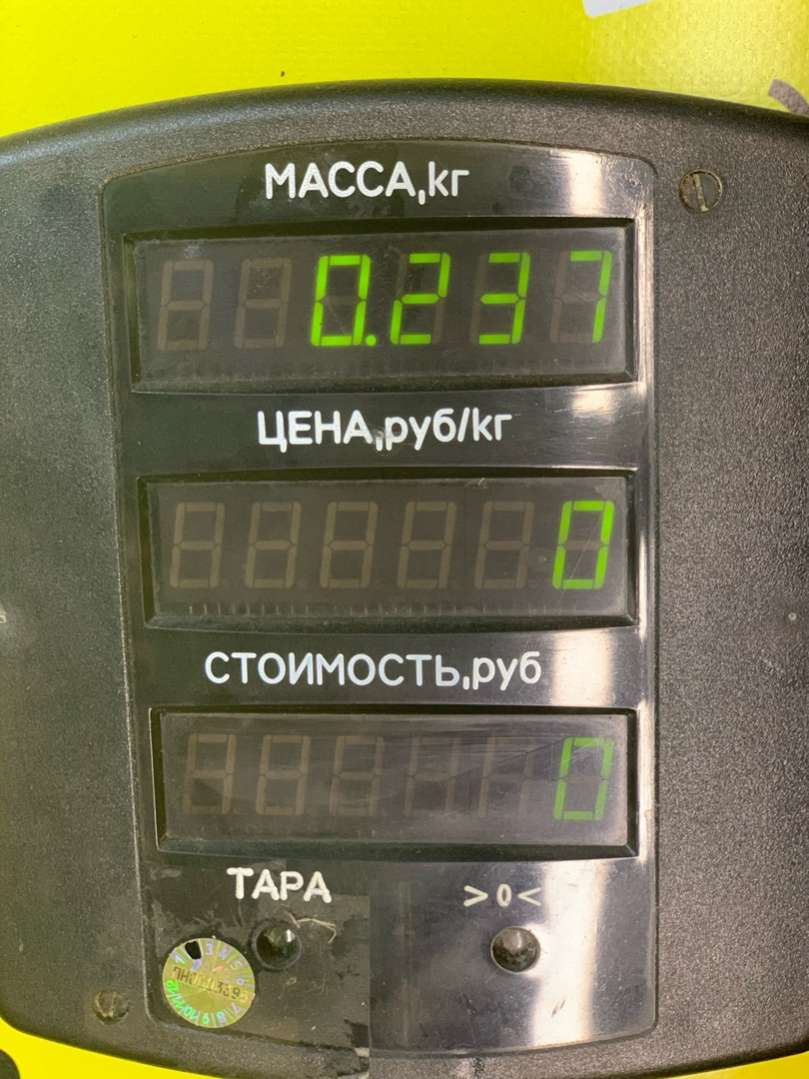 МАССА,кг
0.237
ЦЕНА,руб/кг
0
СТОИМОСТЬ,руб
0
ТАРА >0<